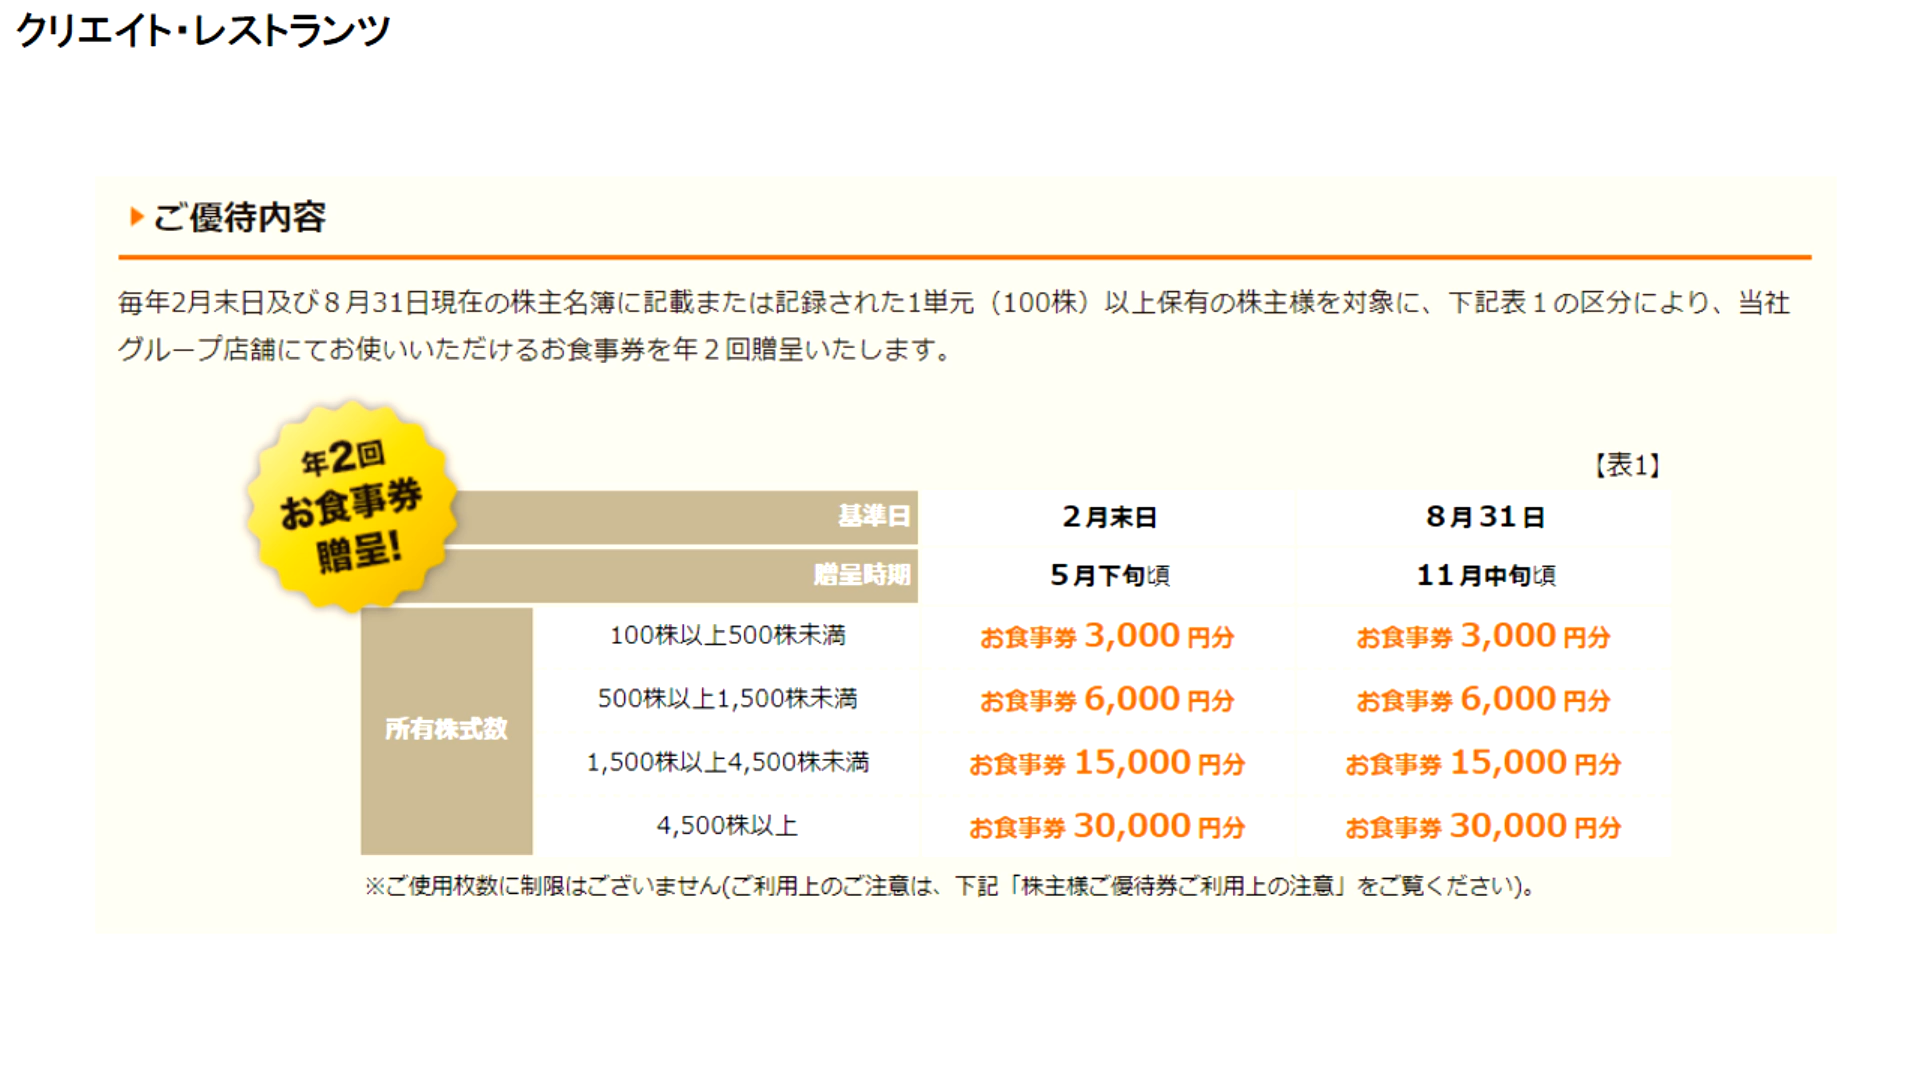 クリエイト・レストランツ
ご優待内容
毎年2月末日及び８月31日現在の株主名簿に記載または記録された1単元（100株）以上保有の株主様を対象に、下記表１の区分により、当社
グループ店舗にてお使いいただけるお食事券を年２回贈呈いたします。
年2回
お食事券
贈呈!
【表1】
基準日 2月末日 8月31日
贈呈時期 5月下旬頃 11月中旬頃
所有株式数
100株以上500株未満 お食事券 3,000 円分 お食事券 3,000 円分
500株以上1,500株未満 お食事券 6,000 円分 お食事券 6,000 円分
1,500株以上4,500株未満 お食事券 15,000 円分 お食事券 15,000 円分
4,500株以上 お食事券 30,000 円分 お食事券 30,000 円分
※ご使用枚数に制限はございません(ご利用上のご注意は、下記「株主様ご優待券ご利用上の注意」をご覧ください)。